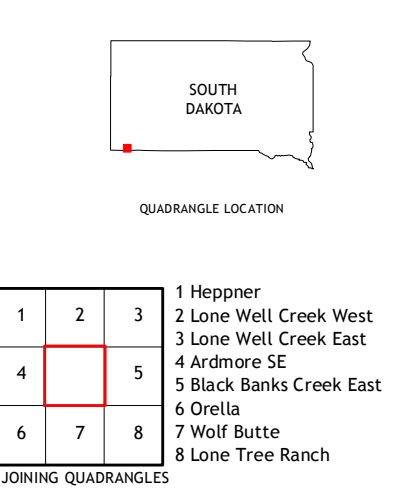 SOUTH
DAKOTA
QUADRANGLE LOCATION
1 2 3
4 5
6 7 8
1 Heppner
2 Lone Well Creek West
3 Lone Well Creek East
4 Ardmore SE
5 Black Banks Creek East
6 Orella
7 Wolf Butte
8 Lone Tree Ranch
JOINING QUADRANGLES